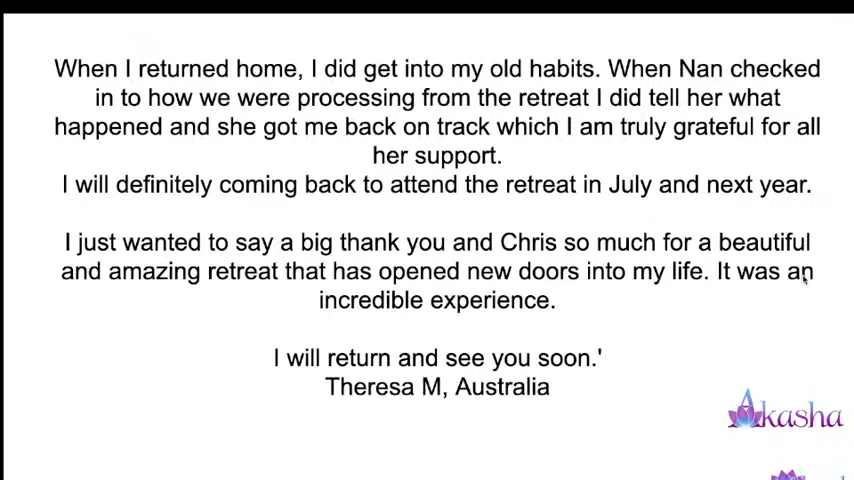 When I returned home, I did get into my old habits. When Nan checked
in to how we were processing from the retreat I did tell her what
happened and she got me back on track which I am truly grateful for all
her support.
I will definitely coming back to attend the retreat in July and next year.
I just wanted to say a big thank you and Chris so much for a beautiful
and amazing retreat that has opened new doors into my life. It was an
incredible experience.
I will return and see you soon.'
Theresa M, Australia
Akasha